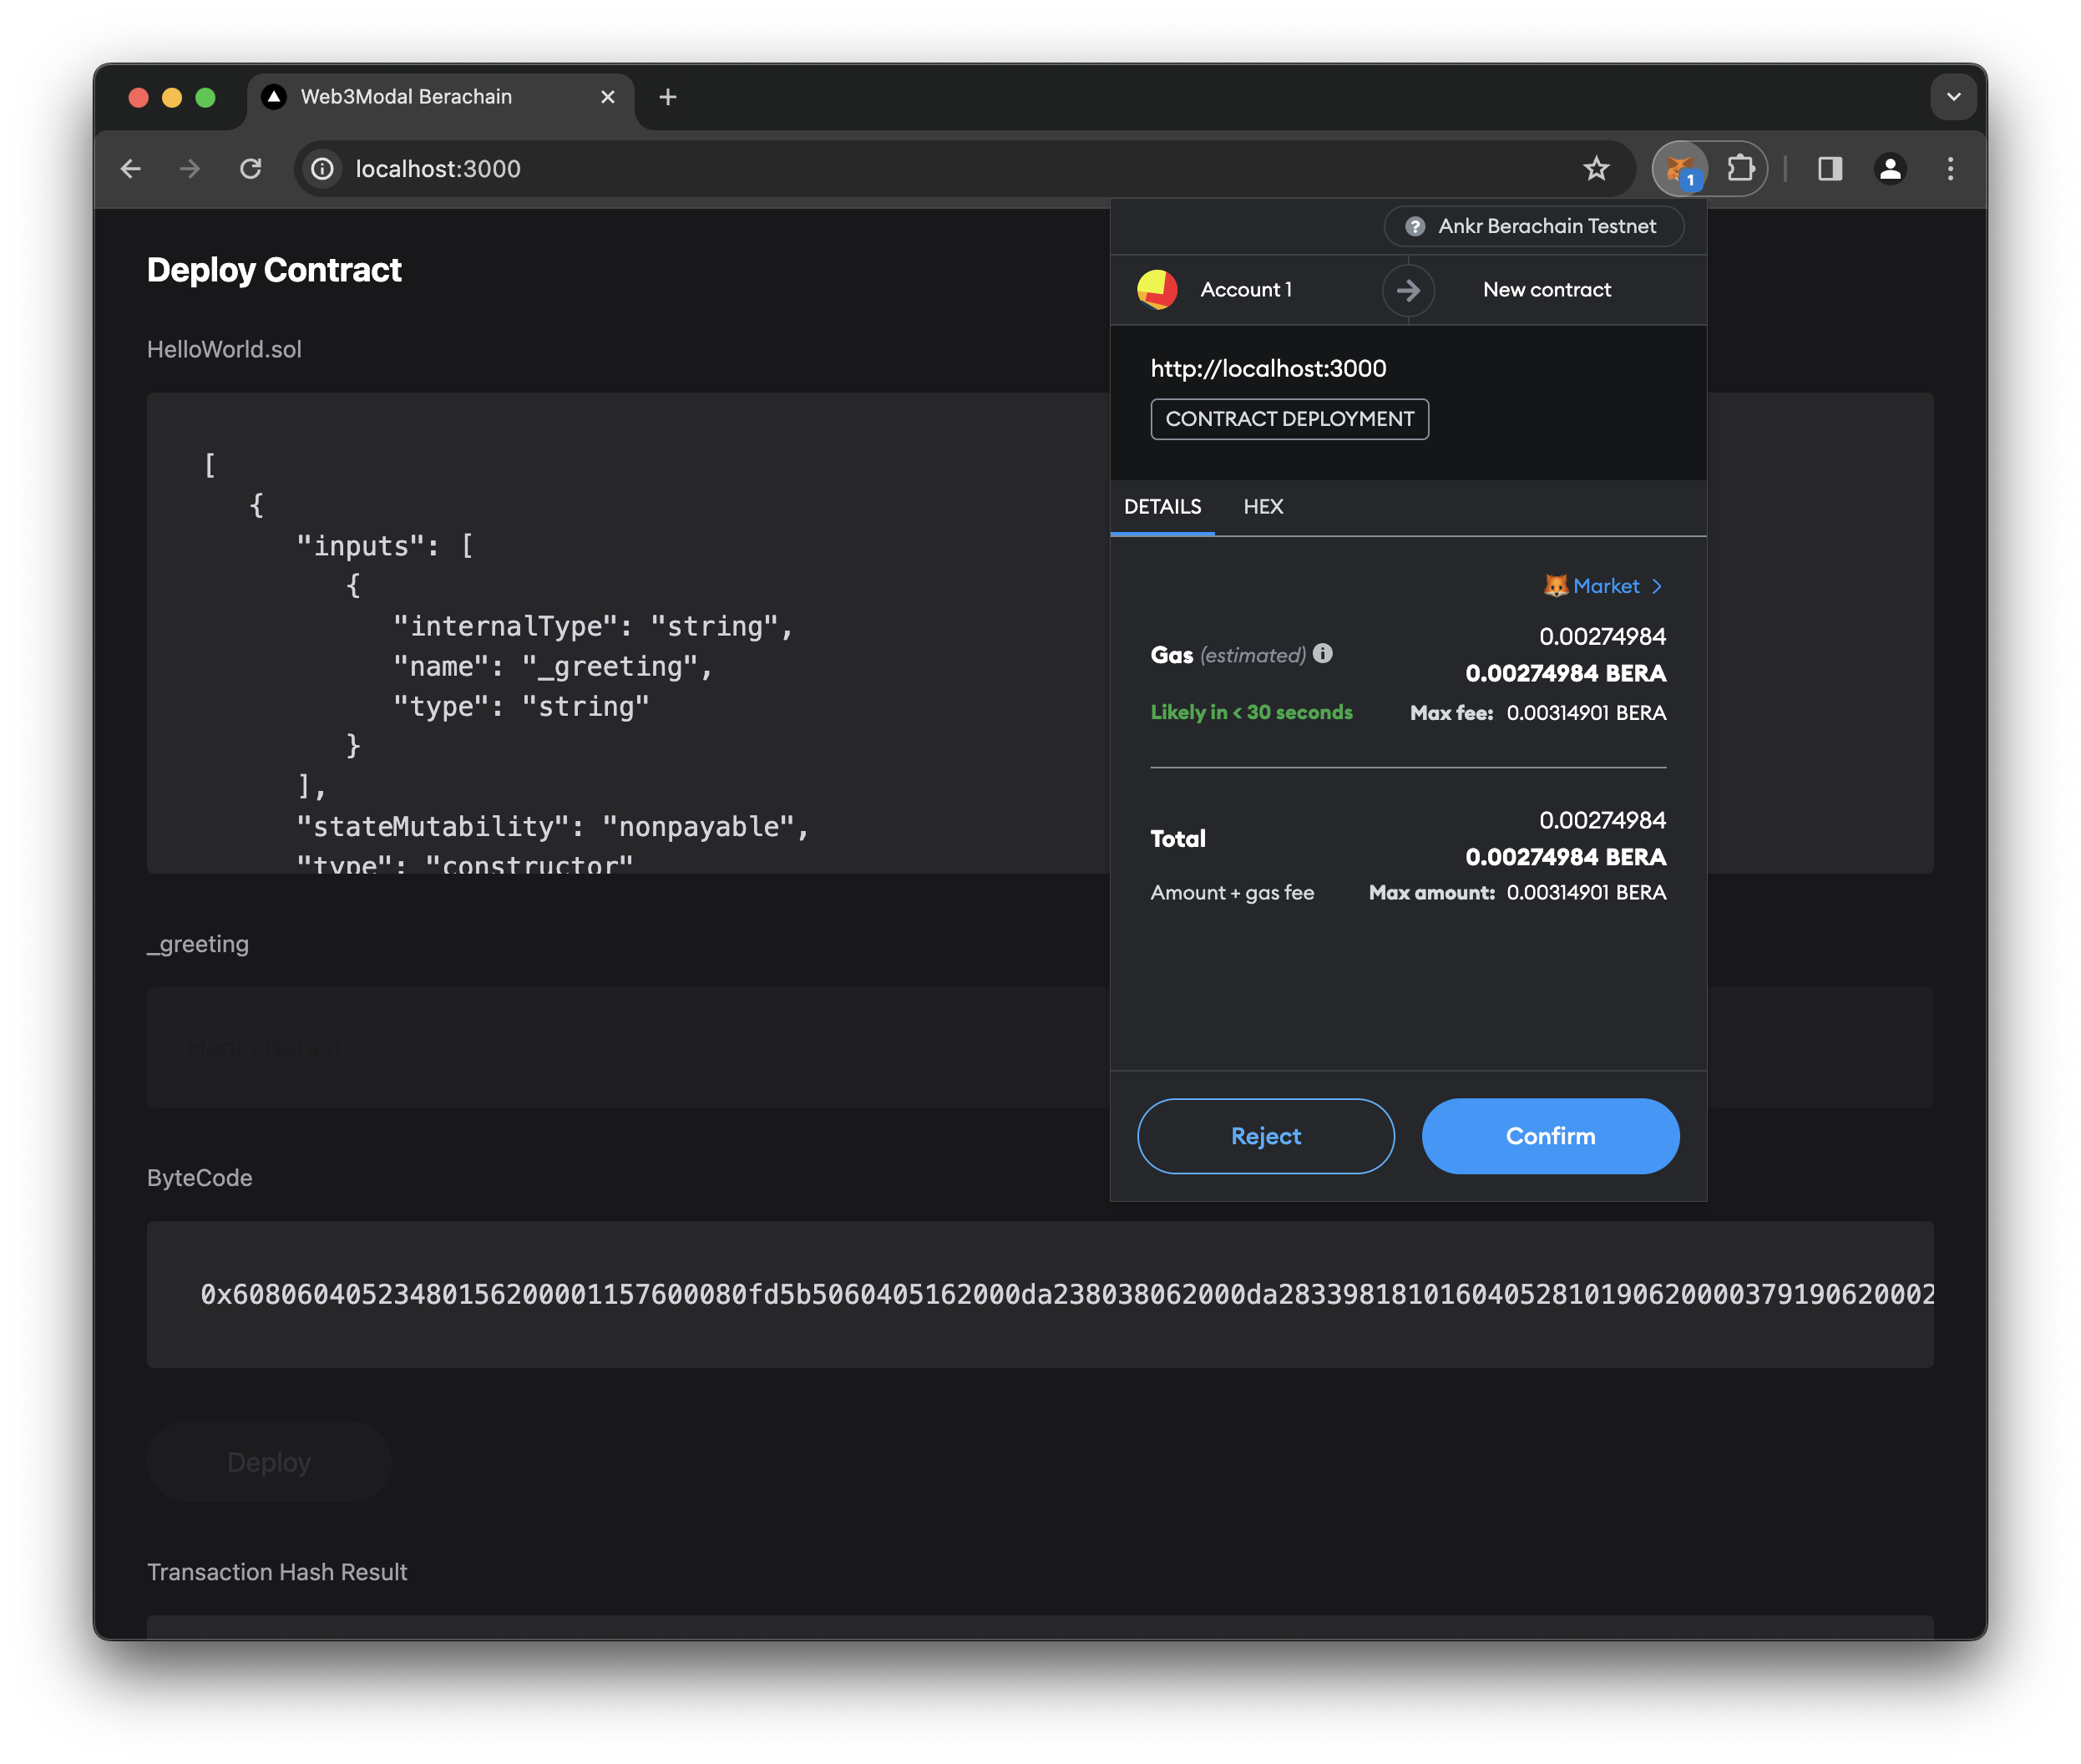 Web3Modal Berachain
localhost:3000
1
Deploy Contract
HelloWorld.sol
[
{
"inputs": [
{
"internalType": "string",
"name": "_greeting",
"type": "string"
}
],
"stateMutability": "nonpayable",
"type": "constructor"
_greeting
Henlo Beras!
ByteCode
0x608060405234801562000001157600080fd5b5060405162000da238038062000da28339818101604052810190620000379190620002
Deploy
Transaction Hash Result
Ankr Berachain Testnet
Account 1
New contract
http://localhost:3000
CONTRACT DEPLOYMENT
DETAILS
HEX
Market
Gas (estimated)
0.00274984
0.00274984 BERA
Likely in < 30 seconds
Max fee: 0.00314901 BERA
Total
0.00274984
0.00274984 BERA
Amount + gas fee
Max amount: 0.00314901 BERA
Reject
Confirm